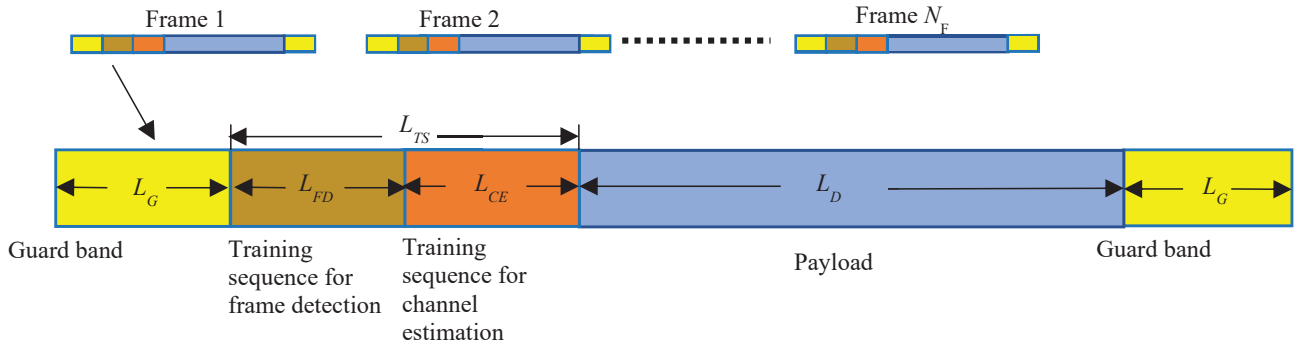 Frame 1
Frame 2
Frame N_F
L_TS
L_G
L_FD
L_CE
L_D
L_G
Guard band
Training
sequence for
frame detection
Training
sequence for
channel
estimation
Payload
Guard band